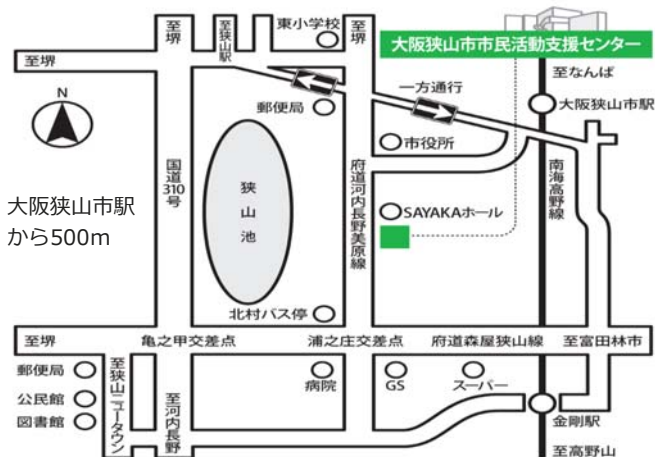 至堺
至狭山駅
東小学校
至堺
大阪狭山市市民活動支援センター
至堺
一方通行
至なんば
N
郵便局
大阪狭山市駅
市役所
国道310号
狭山池
府道河内長野美原線
南海高野線
大阪狭山市駅
から500m
SAYAKAホール
北村バス停
至堺
亀之甲交差点
浦之庄交差点
府道森屋狭山線
至富田林市
郵便局
公民館
図書館
至狭山ニュータウン
至河内長野
病院
GS
スーパー
金剛駅
至高野山